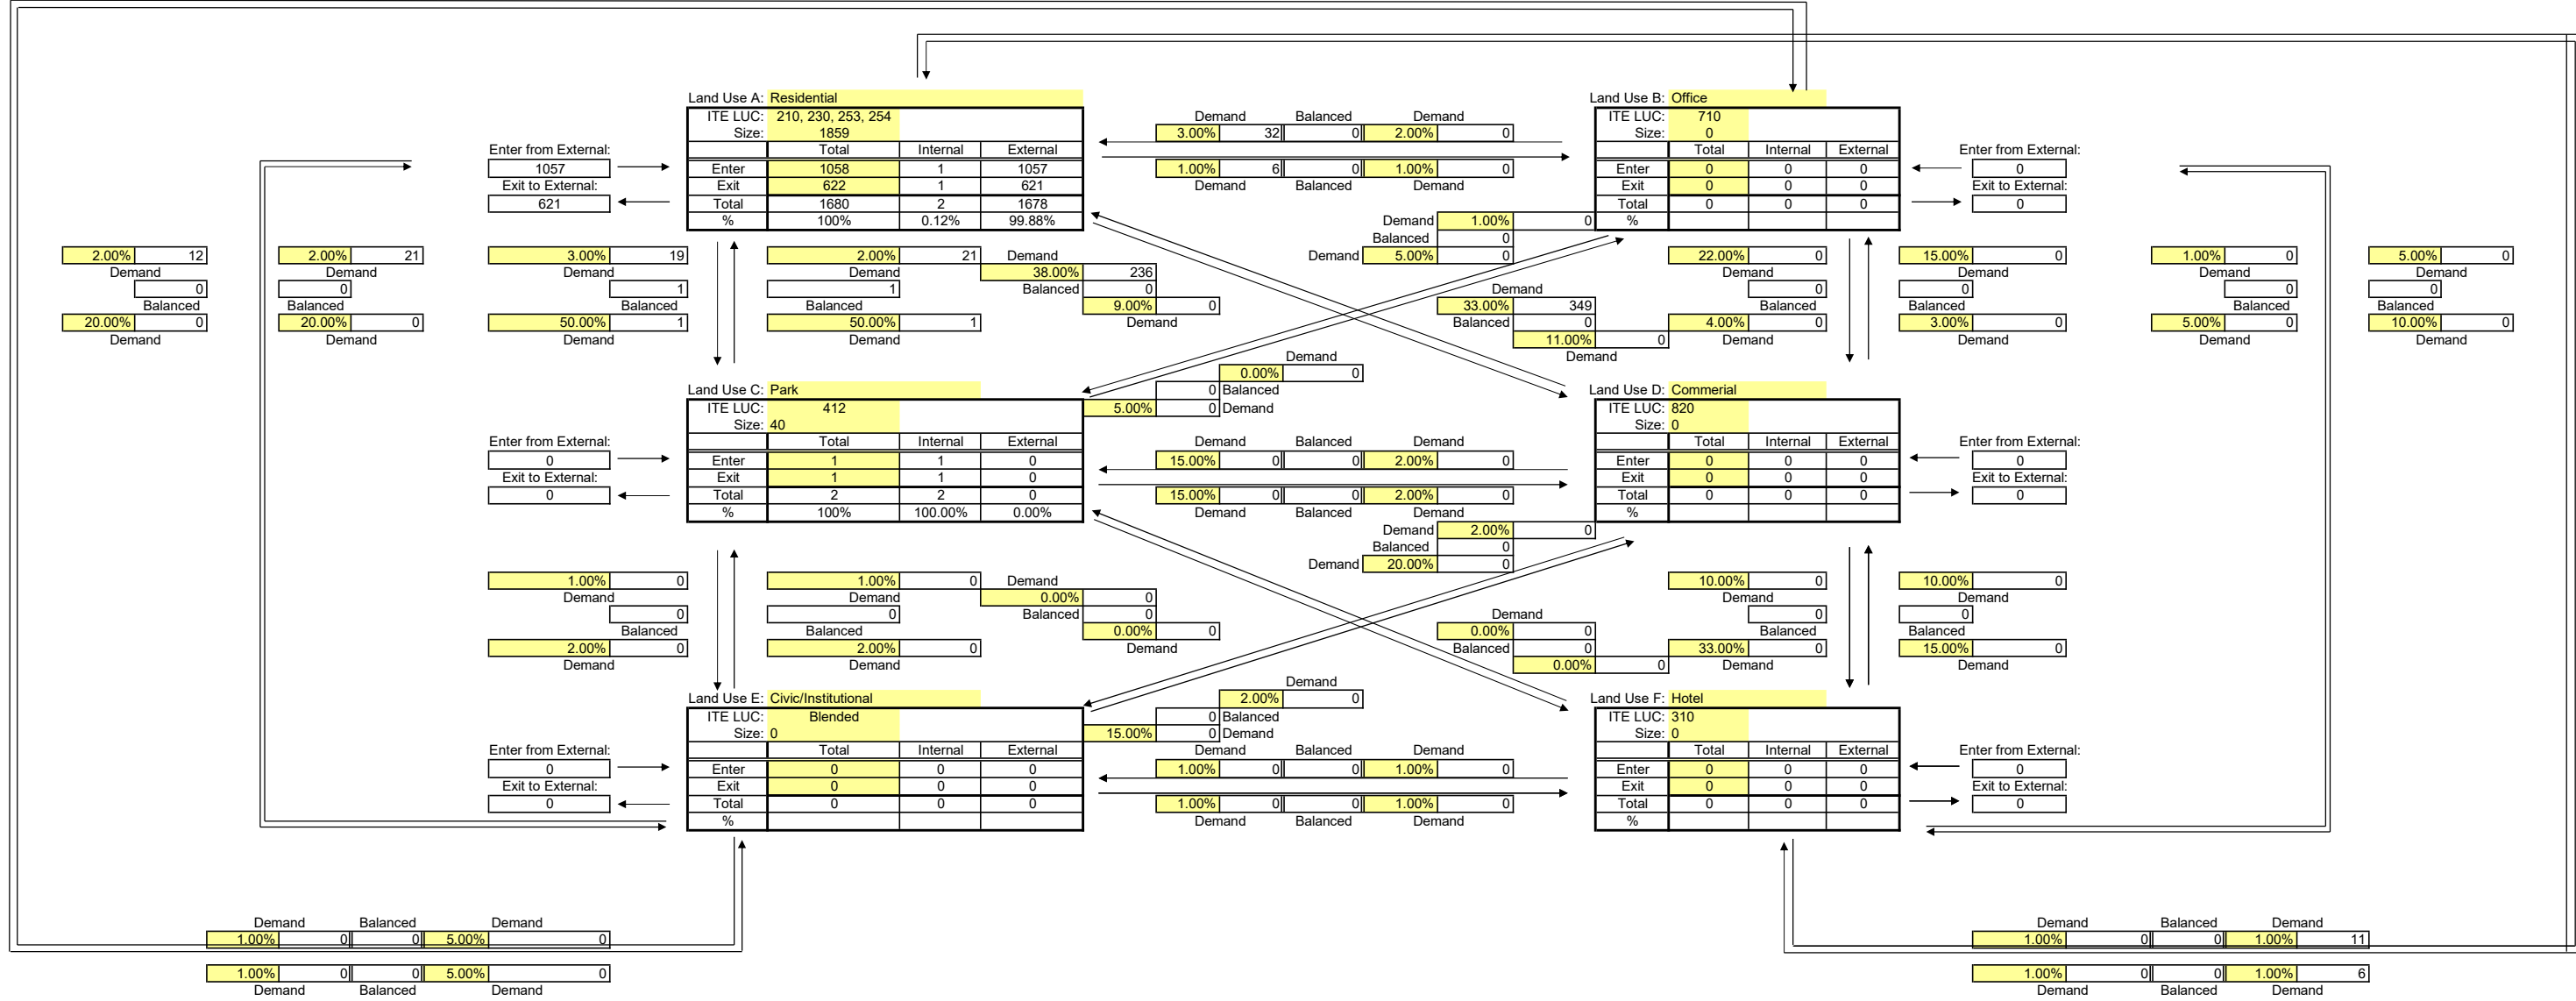 Land Use A: Residential Land Use B: Office
ITE LUC: 210, 230, 253, 254 Demand Balanced Demand ITE LUC: 710
Size: 1859 3.00% 32 0 2.00% 0 Size: 0
Enter from External: Total Internal External Total Internal External Enter from External:
1057 Enter 1058 1 1057 1.00% 6 0 1.00% 0 Enter 0 0 0 0
Exit to External: Exit 622 1 621 Demand Balanced Demand Exit 0 0 0 Exit to External:
621 Total 1680 2 1678 Total 0 0 0 0
% 100% 0.12% 99.88% Demand 1.00% 0 %
Balanced 0
2.00% 12 2.00% 21 3.00% 19 2.00% 21 Demand Demand 5.00% 0 22.00% 0 15.00% 0 1.00% 0 5.00% 0
Demand Demand Demand Demand 38.00% 236 Demand Demand Demand Demand
0 0 1 1 Balanced 0 Demand 0 0 0 0
Balanced Balanced Balanced Balanced 9.00% 0 33.00% 349 Balanced Balanced Balanced Balanced
20.00% 0 20.00% 0 50.00% 1 50.00% 1 Demand Balanced 0 4.00% 0 3.00% 0 5.00% 0 10.00% 0
Demand Demand Demand Demand 11.00% 0 Demand Demand Demand Demand
Demand Demand
0.00% 0
Land Use C: Park 0 Balanced Land Use D: Commerial
ITE LUC: 412 5.00% 0 Demand ITE LUC: 820
Size: 40 Size: 0
Enter from External: Total Internal External Demand Balanced Demand Total Internal External Enter from External:
0 Enter 1 1 0 15.00% 0 0 2.00% 0 Enter 0 0 0 0
Exit to External: Exit 1 1 0 Exit 0 0 0 Exit to External:
0 Total 2 2 0 15.00% 0 0 2.00% 0 Total 0 0 0 0
% 100% 100.00% 0.00% Demand Balanced Demand %
Demand 2.00% 0
Balanced 0
Demand 20.00% 0
1.00% 0 1.00% 0 Demand 10.00% 0 10.00% 0
Demand Demand 0.00% 0 Demand Demand
0 0 Balanced 0 Demand 0 0
Balanced Balanced 0.00% 0 0.00% 0 Balanced Balanced
2.00% 0 2.00% 0 Demand Balanced 0 33.00% 0 15.00% 0
Demand Demand 0.00% 0 Demand Demand
Demand
Land Use E: Civic/Institutional 2.00% 0 Land Use F: Hotel
ITE LUC: Blended 0 Balanced ITE LUC: 310
Size: 0 15.00% 0 Demand Size: 0
Enter from External: Total Internal External Demand Balanced Demand Total Internal External Enter from External:
0 Enter 0 0 0 1.00% 0 0 1.00% 0 Enter 0 0 0 0
Exit to External: Exit 0 0 0 Exit 0 0 0 Exit to External:
0 Total 0 0 0 1.00% 0 0 1.00% 0 Total 0 0 0 0
% Demand Balanced Demand %
Demand Balanced Demand Demand Balanced Demand
1.00% 0 0 5.00% 0 1.00% 0 0 1.00% 11
1.00% 0 0 5.00% 0 1.00% 0 0 1.00% 6
Demand Balanced Demand Demand Balanced Demand